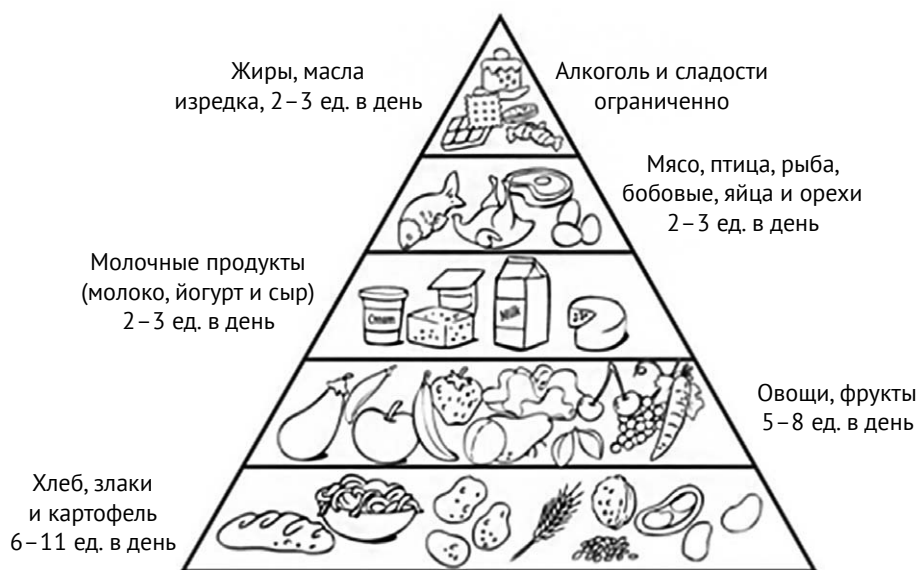 Жиры, масла
изредка, 2–3 ед. в день
Алкоголь и сладости
ограниченно
Мясо, птица, рыба,
бобовые, яйца и орехи
2–3 ед. в день
Молочные продукты
(молоко, йогурт и сыр)
2–3 ед. в день
Cream
Milk
Овощи, фрукты
5–8 ед. в день
Хлеб, злаки
и картофель
6–11 ед. в день